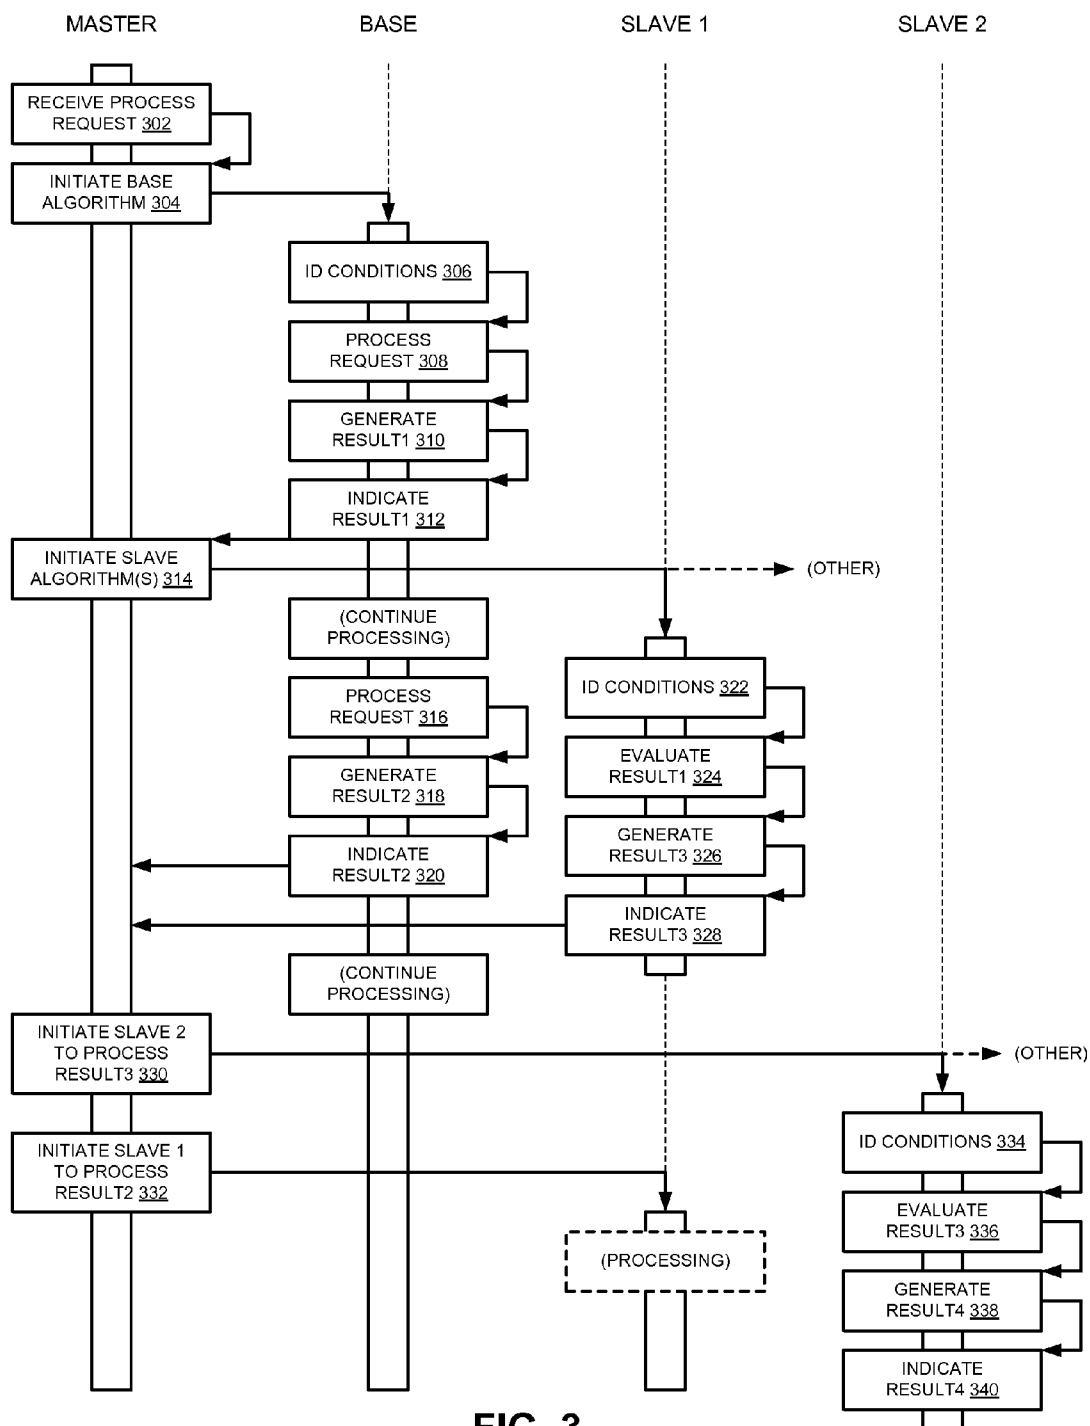 MASTER
BASE
SLAVE 1
SLAVE 2
RECEIVE PROCESS
REQUEST 302
INITIATE BASE
ALGORITHM 304
ID CONDITIONS 306
PROCESS
REQUEST 308
GENERATE
RESULT1 310
INDICATE
RESULT1 312
INITIATE SLAVE
ALGORITHM(S) 314
(OTHER)
(CONTINUE
PROCESSING)
PROCESS
REQUEST 316
GENERATE
RESULT2 318
INDICATE
RESULT2 320
ID CONDITIONS 322
EVALUATE
RESULT1 324
GENERATE
RESULT3 326
INDICATE
RESULT3 328
(CONTINUE
PROCESSING)
INITIATE SLAVE 2
TO PROCESS
RESULT3 330
(OTHER)
INITIATE SLAVE 1
TO PROCESS
RESULT2 332
(PROCESSING)
ID CONDITIONS 334
EVALUATE
RESULT3 336
GENERATE
RESULT4 338
INDICATE
RESULT4 340
FIG. 3